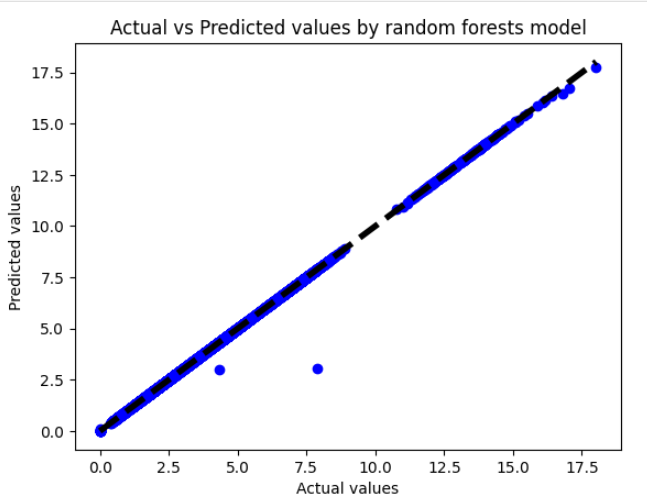 Actual vs Predicted values by random forests model
17.5
15.0
12.5
10.0
7.5
5.0
2.5
0.0
Predicted values
0.0 2.5 5.0 7.5 10.0 12.5 15.0 17.5
Actual values